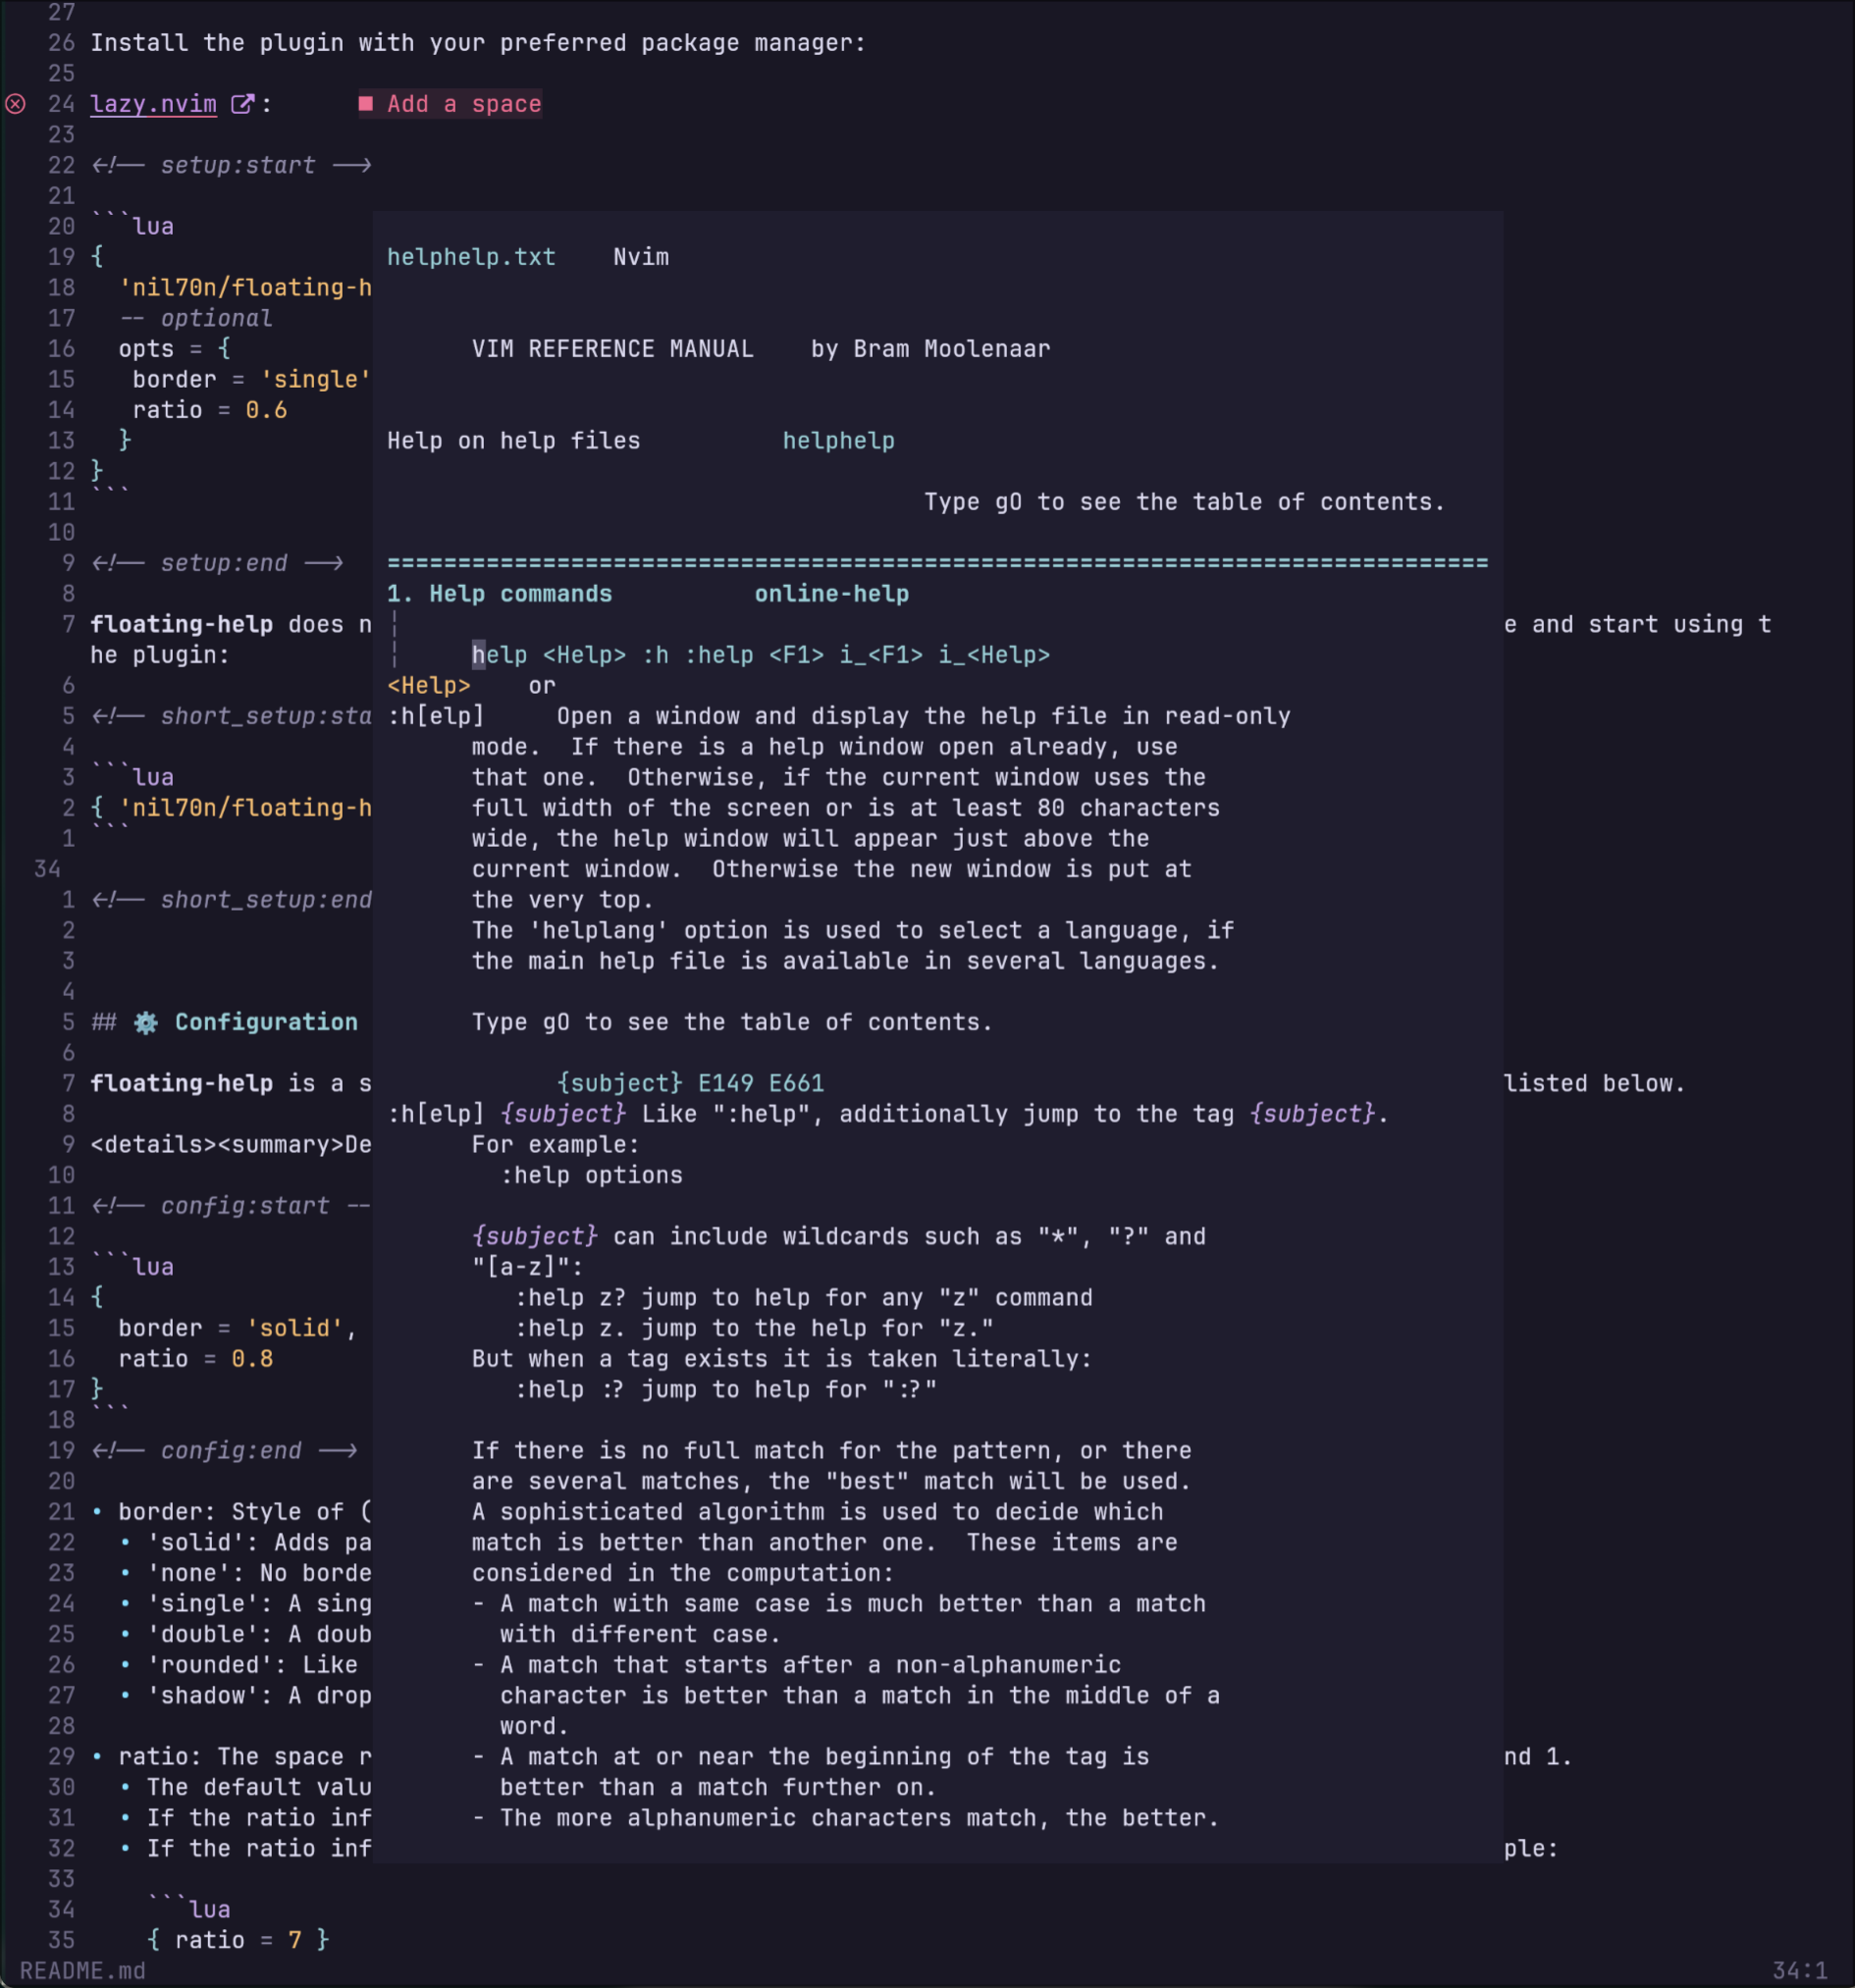 27
26 Install the plugin with your preferred package manager:
25
24 lazy.nvim : ■ Add a space
23
22 <!-- setup:start -->
21
20 ```lua
19 {
18 'nil70n/floating-h
17 -- optional
16 opts = {
15 border = 'single'
14 ratio = 0.6
13 }
12 }
11 ```
10
9 <!-- setup:end -->
8
7 floating-help does n
he plugin:
6
5 <!-- short_setup:sta
4
3 ```lua
2 { 'nil70n/floating-h
1 ```
34
1 <!-- short_setup:end
2
3
4
5 ## ⚙️ Configuration
6
7 floating-help is a s
8
9 <details><summary>De
10
11 <!-- config:start --
12
13 ```lua
14 {
15 border = 'solid',
16 ratio = 0.8
17 }
18 ```
19 <!-- config:end -->
20
21 • border: Style of (
22 • 'solid': Adds pa
23 • 'none': No borde
24 • 'single': A sing
25 • 'double': A doub
26 • 'rounded': Like
27 • 'shadow': A drop
28
29 • ratio: The space r
30 • The default valu
31 • If the ratio inf
32 • If the ratio inf
33
34 ```lua
35 { ratio = 7 }
helphelp.txt Nvim
VIM REFERENCE MANUAL by Bram Moolenaar
Help on help files helphelp
Type gO to see the table of contents.
==============================================================================
1. Help commands online-help
help <Help> :h :help <F1> i_<F1> i_<Help>
<Help> or
:h[elp] Open a window and display the help file in read-only
mode. If there is a help window open already, use
that one. Otherwise, if the current window uses the
full width of the screen or is at least 80 characters
wide, the help window will appear just above the
current window. Otherwise the new window is put at
the very top.
The 'helplang' option is used to select a language, if
the main help file is available in several languages.
Type gO to see the table of contents.
{subject} E149 E661
:h[elp] {subject} Like ":help", additionally jump to the tag {subject}.
For example:
:help options
{subject} can include wildcards such as "*", "?" and
"[a-z]":
:help z? jump to help for any "z" command
:help z. jump to the help for "z."
But when a tag exists it is taken literally:
:help :? jump to help for ":?"
If there is no full match for the pattern, or there
are several matches, the "best" match will be used.
A sophisticated algorithm is used to decide which
match is better than another one. These items are
considered in the computation:
- A match with same case is much better than a match
with different case.
- A match that starts after a non-alphanumeric
character is better than a match in the middle of a
word.
- A match at or near the beginning of the tag is
better than a match further on.
- The more alphanumeric characters match, the better.
e and start using t
listed below.
nd 1.
ple:
README.md 34:1